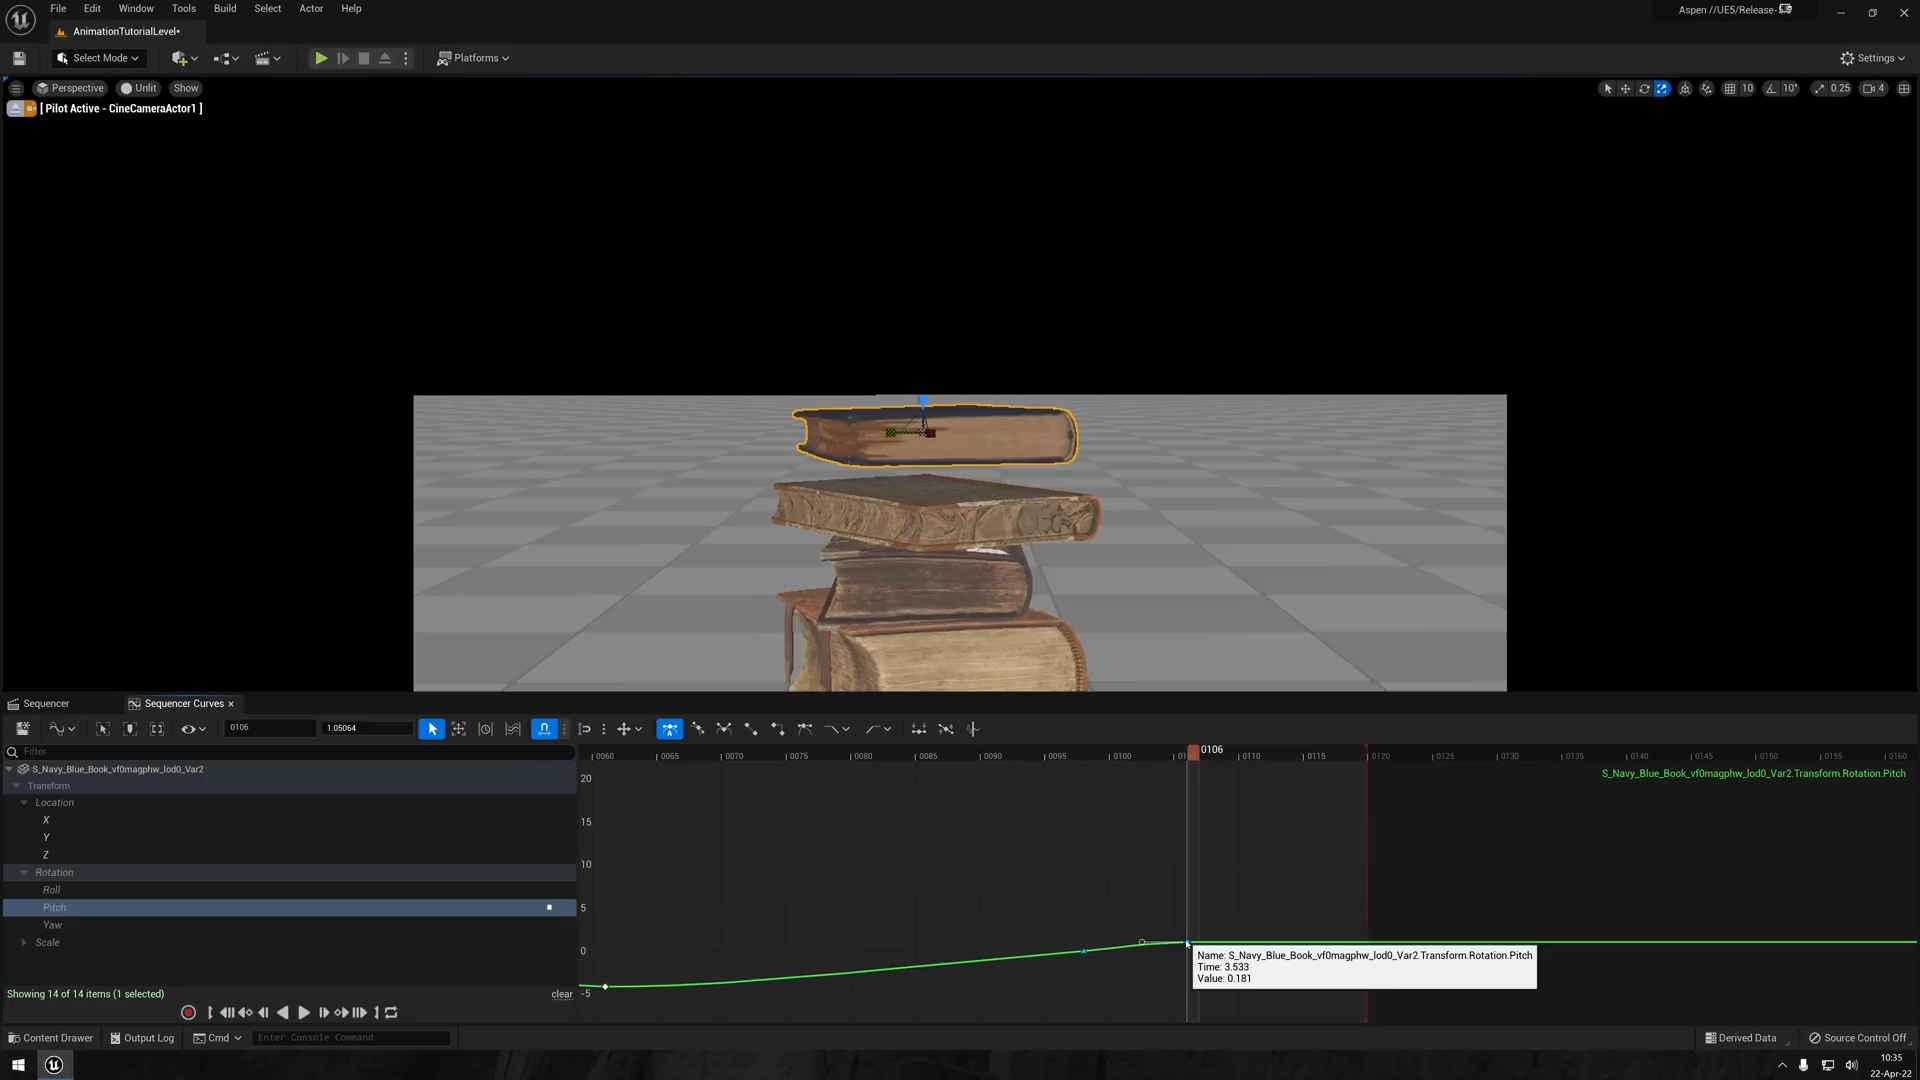 File Edit Window Tools Build Select Actor Help
Aspen //UE5/Release-
AnimationTutorialLevel*
Select Mode
Platforms
Settings
Perspective Unlit Show
10 10° 0.25 4
[ Pilot Active - CineCameraActor1 ]
Sequencer
Sequencer Curves
0106
1.05064
Filter
S_Navy_Blue_Book_vf0magphw_lod0_Var2
Transform
Location
X
Y
Z
Rotation
Roll
Pitch
Yaw
Scale
Showing 14 of 14 items (1 selected)
clear
0060 0065 0070 0075 0080 0085 0090 0095 0100 0106 0110 0115 0120 0125 0130 0135 0140 0145 0150 0155 0160
20
15
10
5
0
-5
S_Navy_Blue_Book_vf0magphw_lod0_Var2.Transform.Rotation.Pitch
Name: S_Navy_Blue_Book_vf0magphw_lod0_Var2.Transform.Rotation.Pitch
Time: 3.533
Value: 0.181
Content Drawer
Output Log
Cmd
Enter Console Command
Derived Data
Source Control Off
10:35
22-Apr-22